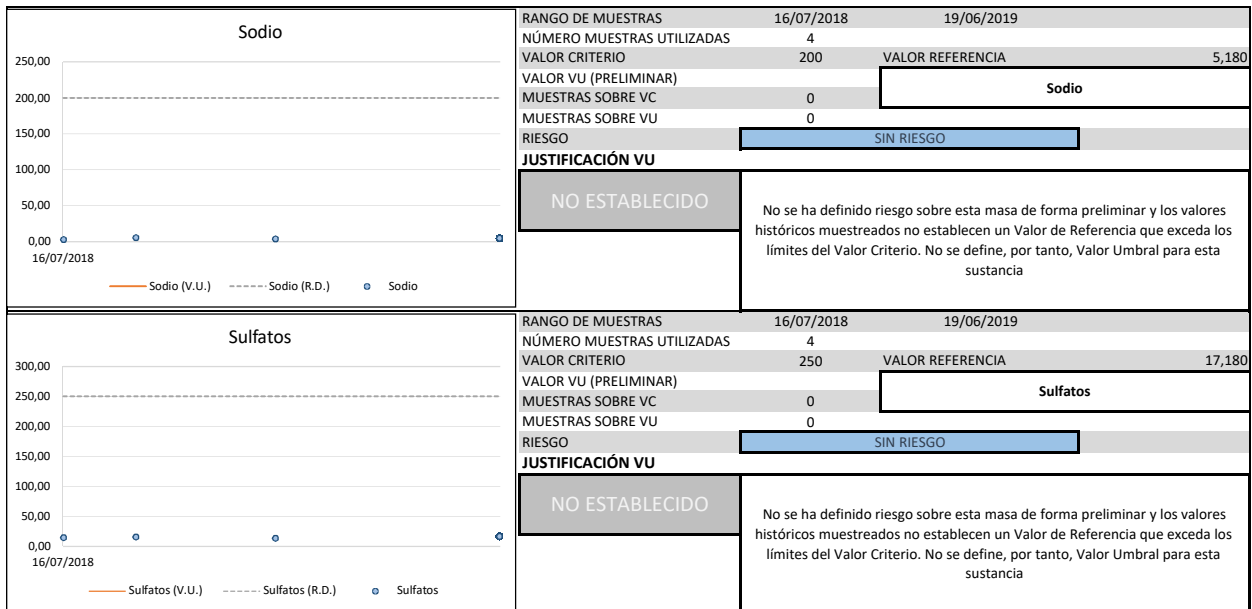 Sodio
250,00
200,00
150,00
100,00
50,00
0,00
16/07/2018
Sodio (V.U.) Sodio (R.D.) Sodio
RANGO DE MUESTRAS 16/07/2018 19/06/2019
NÚMERO MUESTRAS UTILIZADAS 4
VALOR CRITERIO 200 VALOR REFERENCIA 5,180
VALOR VU (PRELIMINAR)
Sodio
MUESTRAS SOBRE VC 0
MUESTRAS SOBRE VU 0
RIESGO SIN RIESGO
JUSTIFICACIÓN VU
NO ESTABLECIDO
No se ha definido riesgo sobre esta masa de forma preliminar y los valores
históricos muestreados no establecen un Valor de Referencia que exceda los
límites del Valor Criterio. No se define, por tanto, Valor Umbral para esta
sustancia
Sulfatos
300,00
250,00
200,00
150,00
100,00
50,00
0,00
16/07/2018
Sulfatos (V.U.) Sulfatos (R.D.) Sulfatos
RANGO DE MUESTRAS 16/07/2018 19/06/2019
NÚMERO MUESTRAS UTILIZADAS 4
VALOR CRITERIO 250 VALOR REFERENCIA 17,180
VALOR VU (PRELIMINAR)
Sulfatos
MUESTRAS SOBRE VC 0
MUESTRAS SOBRE VU 0
RIESGO SIN RIESGO
JUSTIFICACIÓN VU
NO ESTABLECIDO
No se ha definido riesgo sobre esta masa de forma preliminar y los valores
históricos muestreados no establecen un Valor de Referencia que exceda los
límites del Valor Criterio. No se define, por tanto, Valor Umbral para esta
sustancia